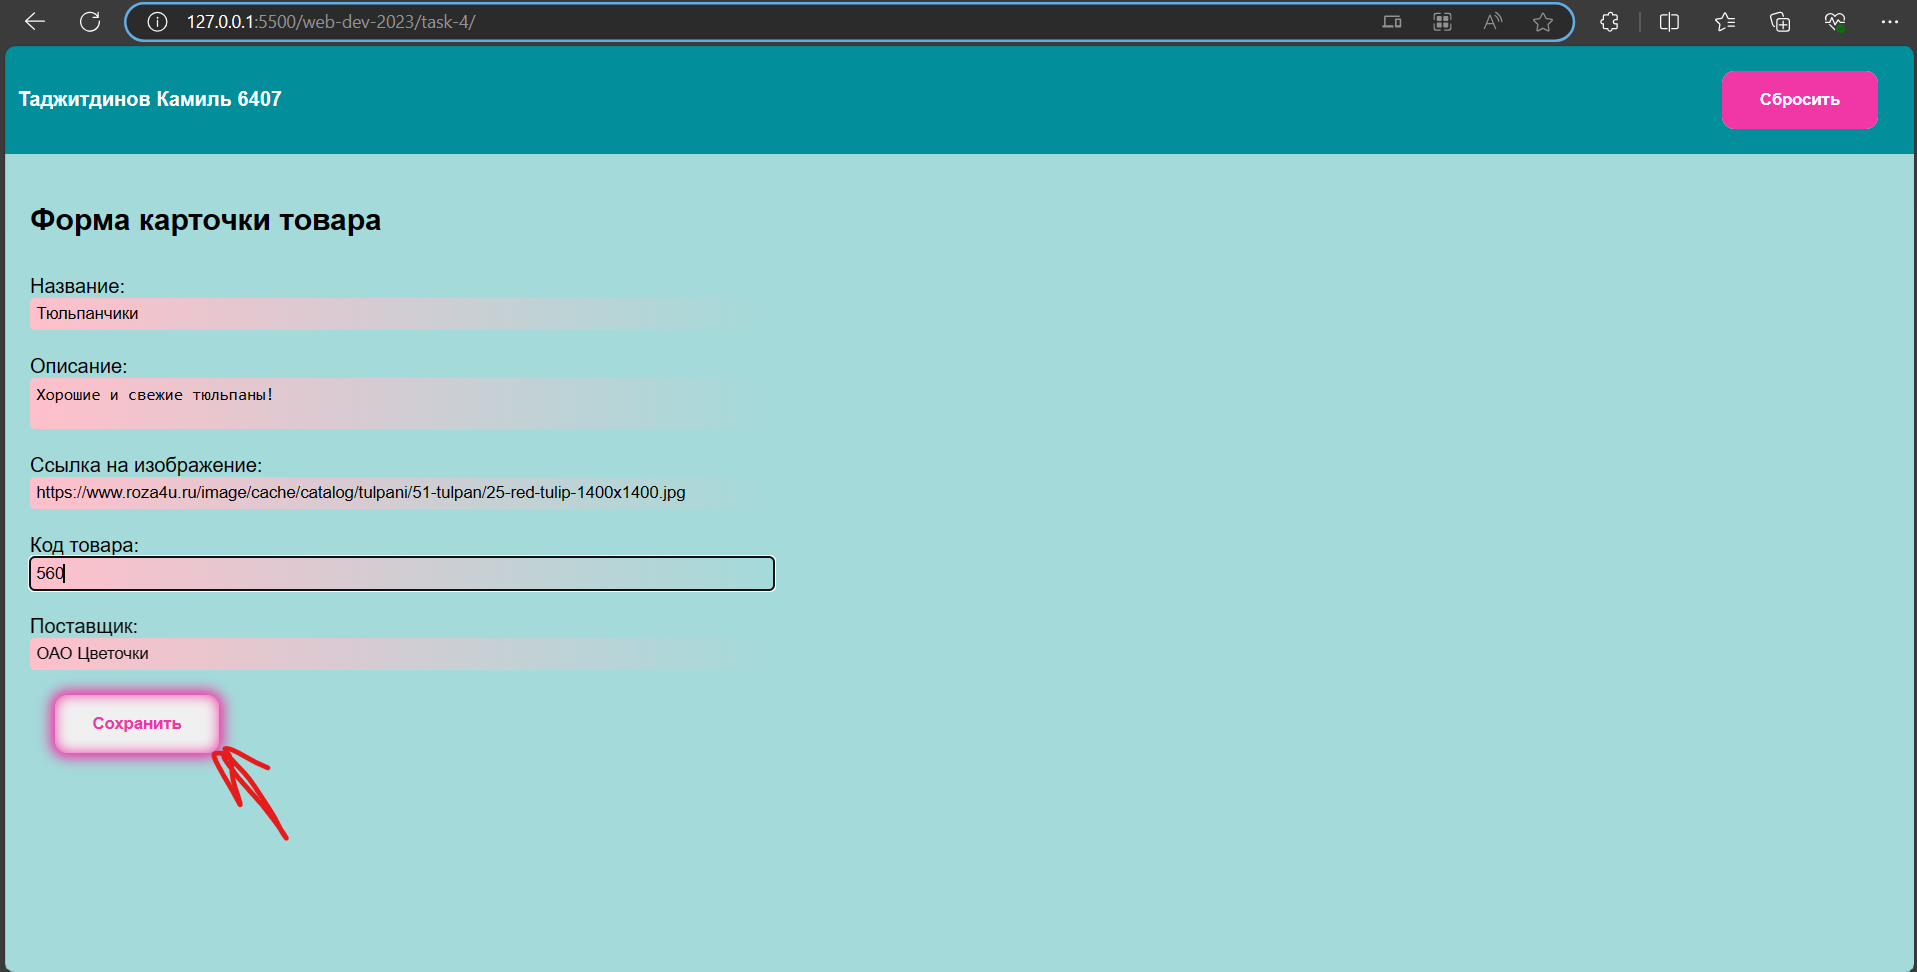 127.0.0.1:5500/web-dev-2023/task-4/
Таджитдинов Камиль 6407
Сбросить
Форма карточки товара
Название:
Тюльпанчики
Описание:
Хорошие и свежие тюльпаны!
Ссылка на изображение:
https://www.roza4u.ru/image/cache/catalog/tulpani/51-tulpan/25-red-tulip-1400x1400.jpg
Код товара:
560
Поставщик:
ОАО Цветочки
Сохранить